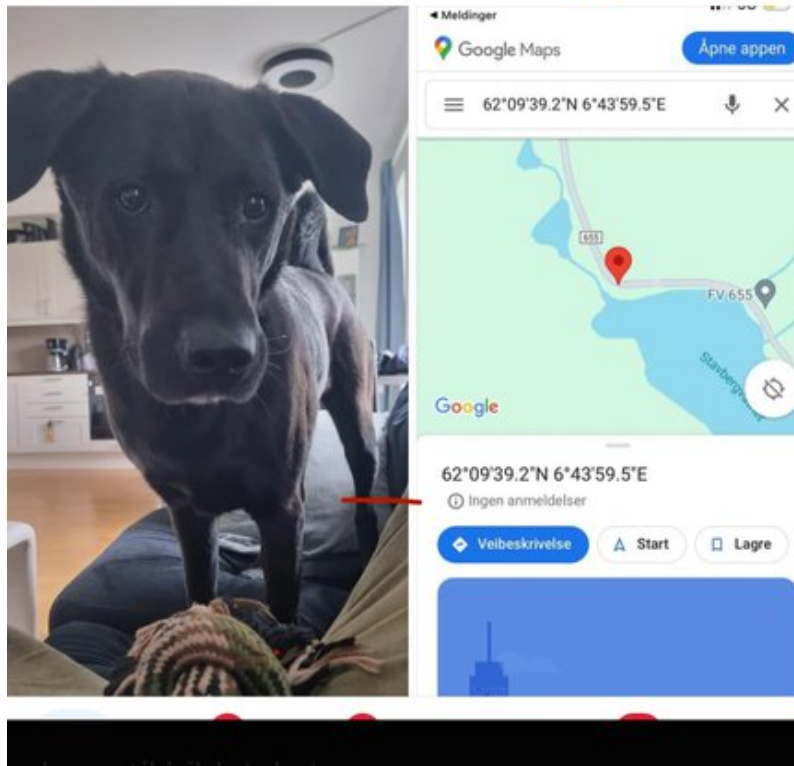 Meldinger
Google Maps
Åpne appen
62°09'39.2"N 6°43'59.5"E
655
FV 655
Google
62°09'39.2"N 6°43'59.5"E
Ingen anmeldelser
Veibeskrivelse
Start
Lagre